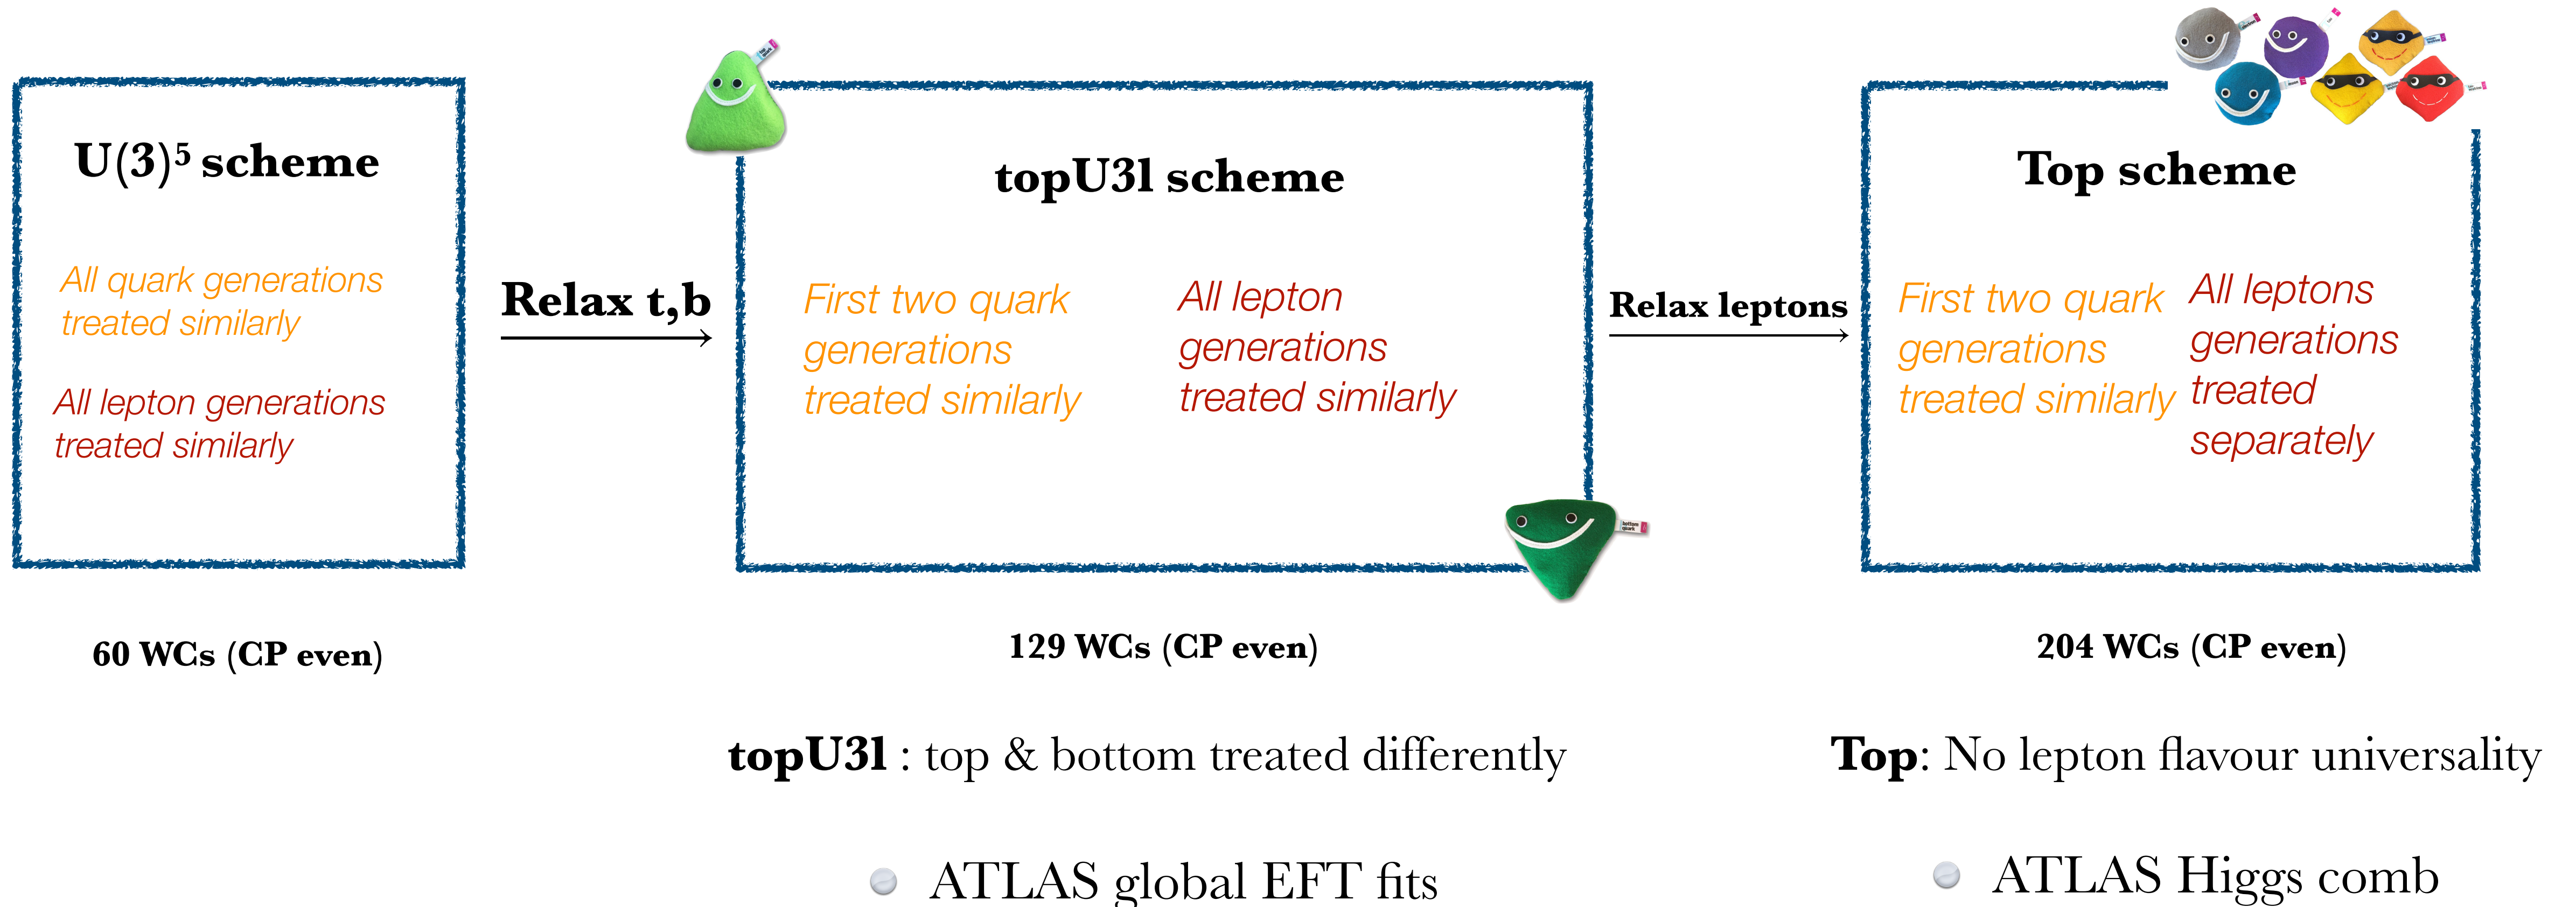 U(3)⁵ scheme
All quark generations
treated similarly
All lepton generations
treated similarly
60 WCs (CP even)
Relax t,b
topU3l scheme
First two quark
generations
treated similarly
All lepton
generations
treated similarly
bottom
quark
129 WCs (CP even)
topU3l : top & bottom treated differently
ATLAS global EFT fits
Relax leptons
Top scheme
First two quark
generations
treated similarly
All leptons
generations
treated
separately
204 WCs (CP even)
Top: No lepton flavour universality
ATLAS Higgs comb